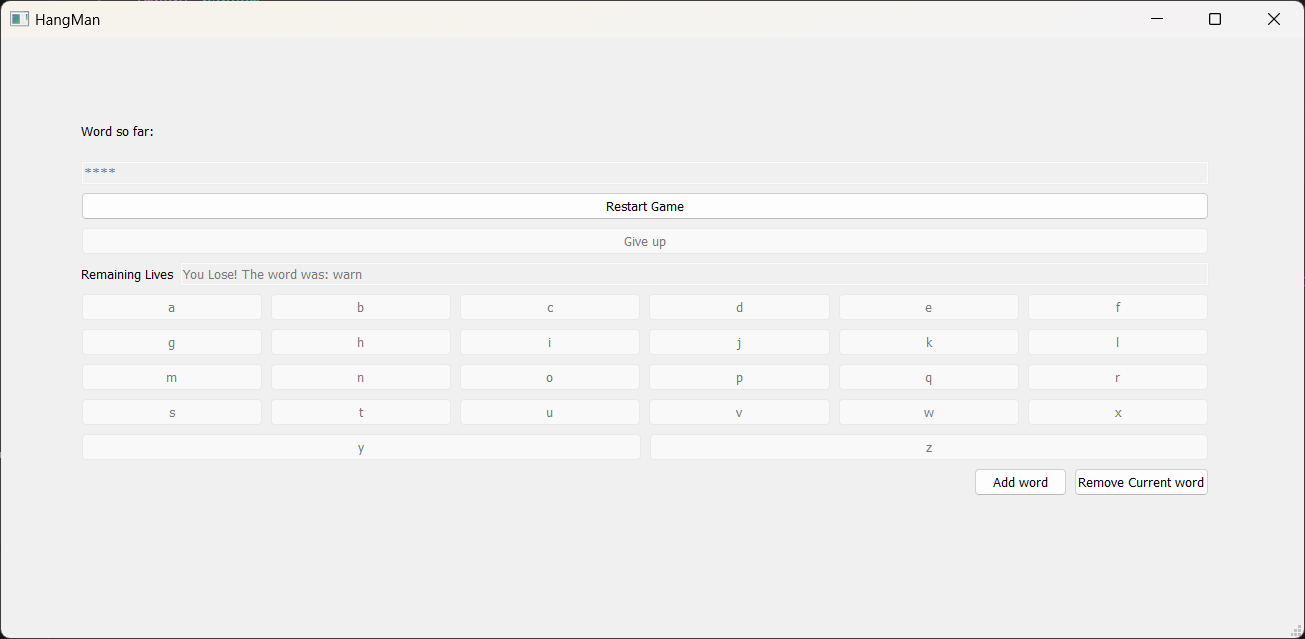 HangMan
Word so far:
****
Restart Game
Give up
Remaining Lives You Lose! The word was: warn
a b c d e f
g h i j k l
m n o p q r
s t u v w x
y z
Add word Remove Current word